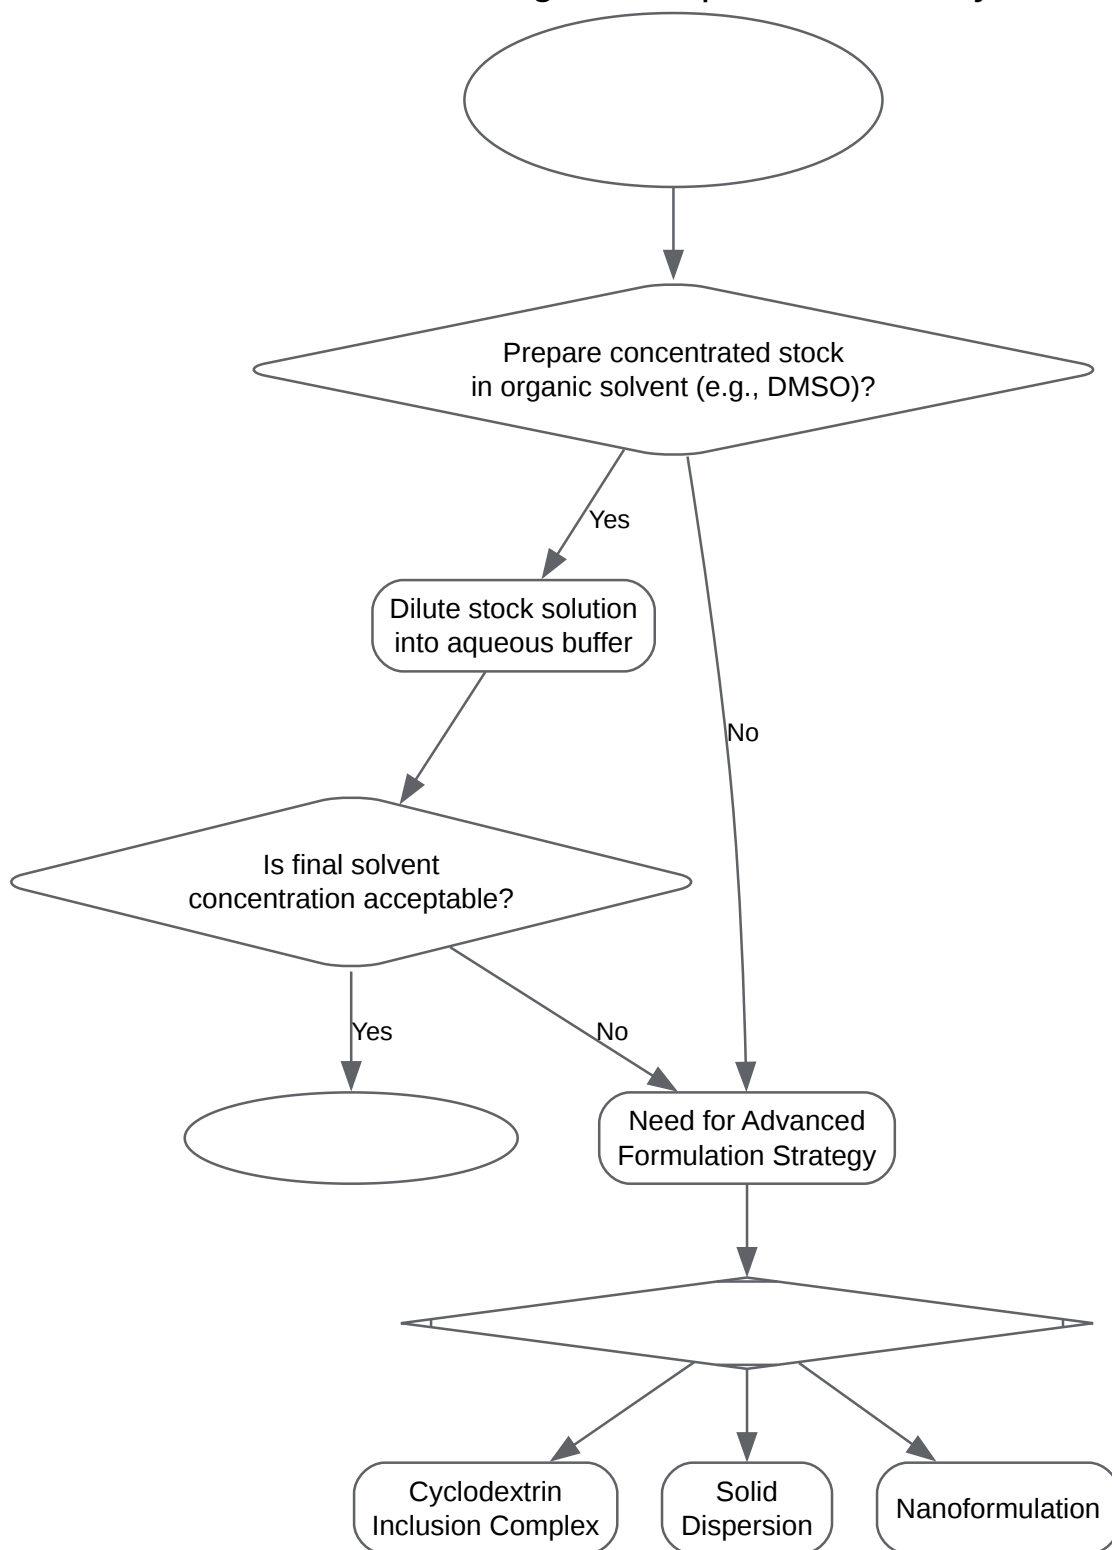 Prepare concentrated stock
in organic solvent (e.g., DMSO)?
Yes
Dilute stock solution
into aqueous buffer
No
Is final solvent
concentration acceptable?
Yes
No
Need for Advanced
Formulation Strategy
Cyclodextrin
Inclusion Complex
Solid
Dispersion
Nanoformulation